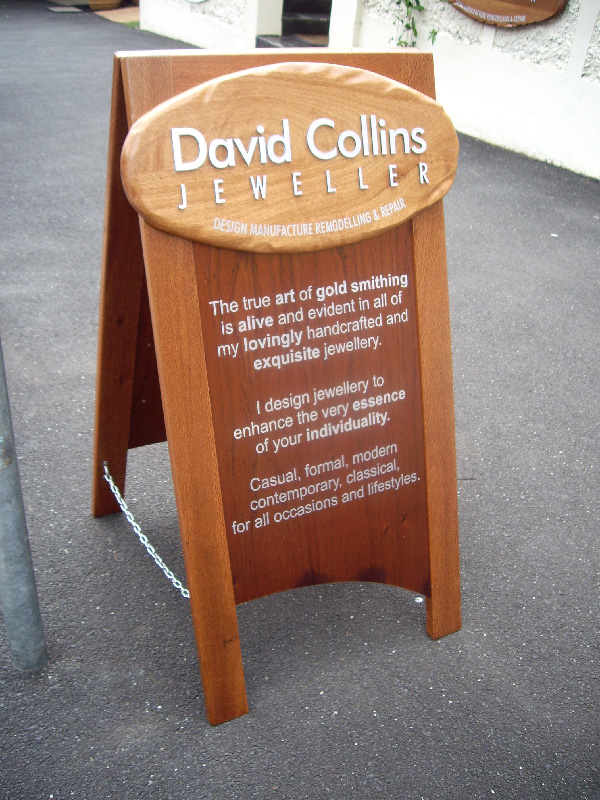 David Collins
JEWELLER
DESIGN MANUFACTURE REMODELLING & REPAIR
The true art of gold smithing
is alive and evident in all of
my lovingly handcrafted and
exquisite jewellery.
I design jewellery to
enhance the very essence
of your individuality.
Casual, formal, modern
contemporary, classical,
for all occasions and lifestyles.